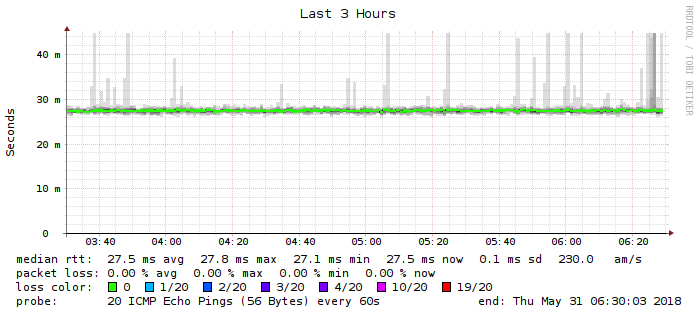 Last 3 Hours
RRDTOOL / TOBI OETIKER
Seconds
40 m
30 m
20 m
10 m
0
03:40 04:00 04:20 04:40 05:00 05:20 05:40 06:00 06:20
median rtt: 27.5 ms avg 27.8 ms max 27.1 ms min 27.5 ms now 0.1 ms sd 230.0 am/s
packet loss: 0.00 % avg 0.00 % max 0.00 % min 0.00 % now
loss color: 0 1/20 2/20 3/20 4/20 10/20 19/20
probe: 20 ICMP Echo Pings (56 Bytes) every 60s end: Thu May 31 06:30:03 2018